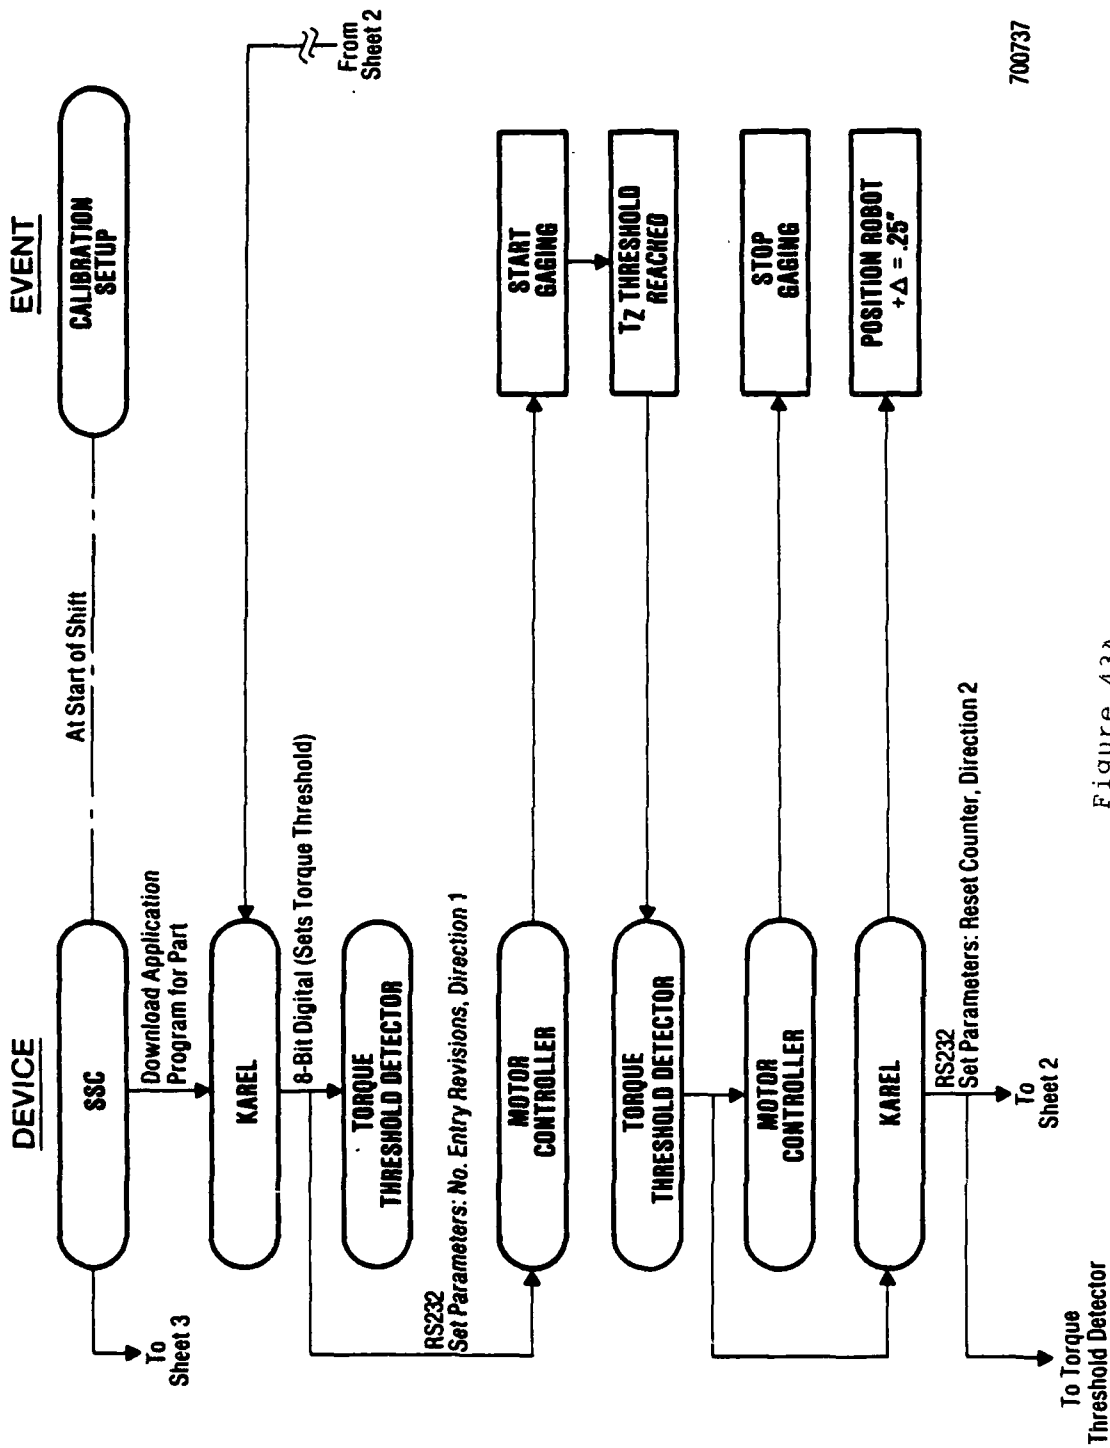 DEVICE
EVENT
SSC
At Start of Shift
CALIBRATION
SETUP
To
Sheet 3
Download Application
Program for Part
KAREL
From
Sheet 2
8-Bit Digital (Sets Torque Threshold)
TORQUE
THRESHOLD DETECTOR
RS232
Set Parameters: No. Entry Revisions, Direction 1
MOTOR
CONTROLLER
START
GAGING
TORQUE
THRESHOLD DETECTOR
TZ THRESHOLD
REACHED
MOTOR
CONTROLLER
STOP
GAGING
KAREL
POSITION ROBOT
+Δ = .25"
RS232
Set Parameters: Reset Counter, Direction 2
To
Sheet 2
To Torque
Threshold Detector
700737
Figure 43A